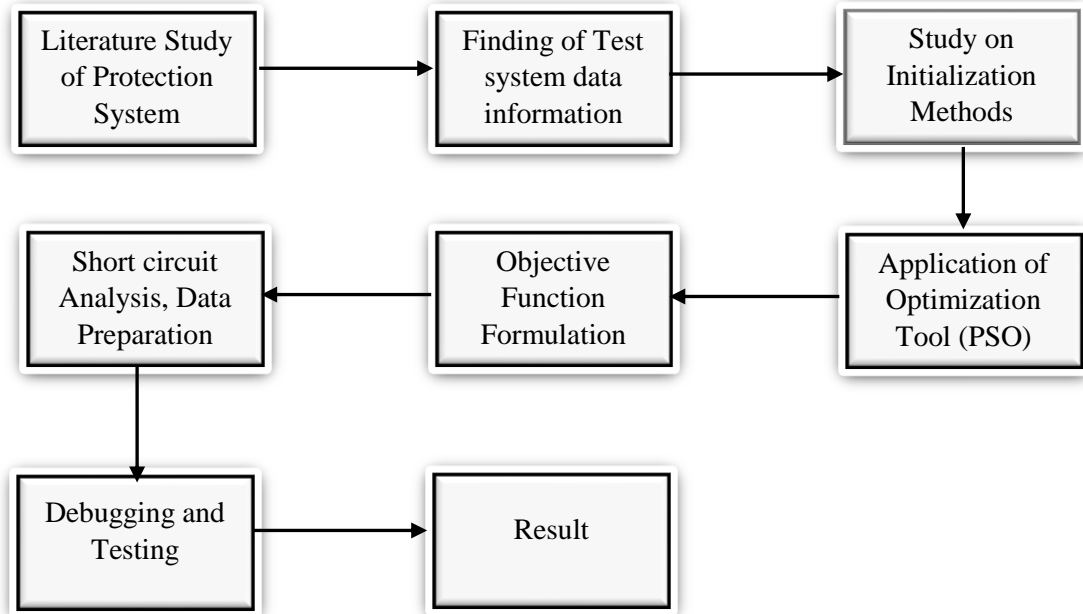 Literature Study
of Protection
System
Finding of Test
system data
information
Study on
Initialization
Methods
Short circuit
Analysis, Data
Preparation
Objective
Function
Formulation
Application of
Optimization
Tool (PSO)
Debugging and
Testing
Result